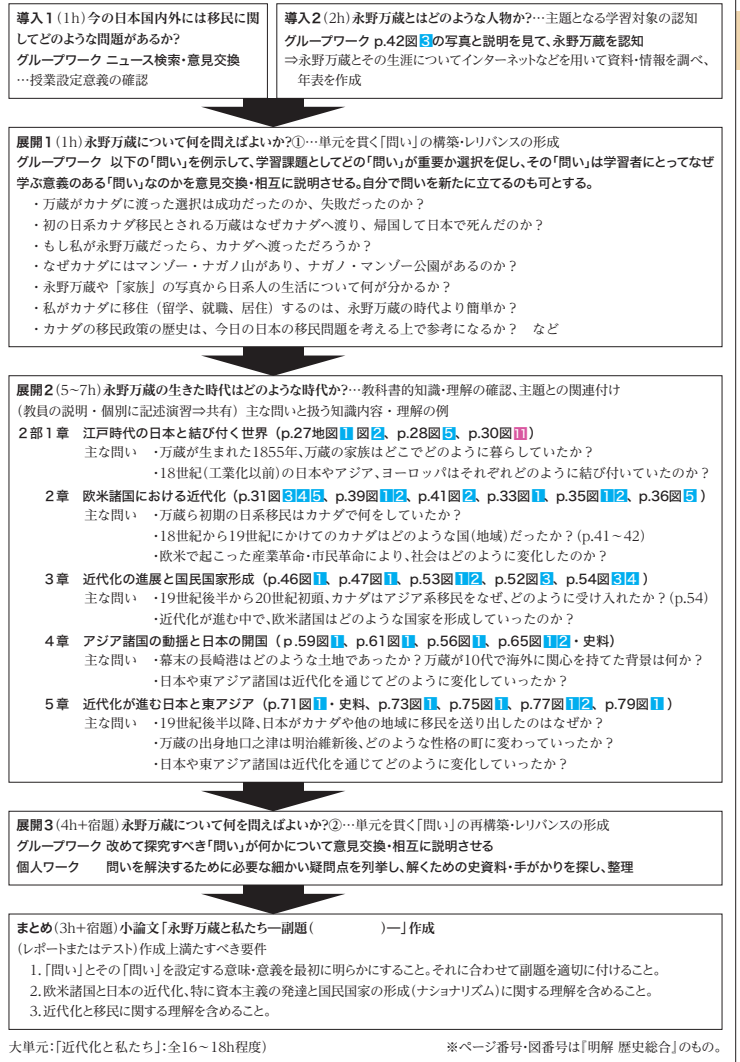 導入1(1h)今の日本国内外には移民に関
してどのような問題があるか?
グループワーク ニュース検索・意見交換
…授業設定意義の確認
導入2(2h)永野万蔵とはどのような人物か?…主題となる学習対象の認知
グループワーク p.42図3の写真と説明を見て、永野万蔵を認知
⇒永野万蔵とその生涯についてインターネットなどを用いて資料・情報を調べ、
年表を作成
展開1(1h)永野万蔵について何を問えばよいか?①…単元を貫く「問い」の構築・レリバンスの形成
グループワーク 以下の「問い」を例示して、学習課題としてどの「問い」が重要か選択を促し、その「問い」は学習者にとってなぜ
学ぶ意義のある「問い」なのかを意見交換・相互に説明させる。自分で問いを新たに立てるのも可とする。
・万蔵がカナダに渡った選択は成功だったのか、失敗だったのか?
・初の日系カナダ移民とされる万蔵はなぜカナダへ渡り、帰国して日本で死んだのか?
・もし私が永野万蔵だったら、カナダへ渡っただろうか?
・なぜカナダにはマンゾー・ナガノ山があり、ナガノ・マンゾー公園があるのか?
・永野万蔵や「家族」の写真から日系人の生活について何が分かるか?
・私がカナダに移住(留学、就職、居住)するのは、永野万蔵の時代より簡単か?
・カナダの移民政策の歴史は、今日の日本の移民問題を考える上で参考になるか? など
展開2(5~7h)永野万蔵の生きた時代はどのような時代か?…教科書的知識・理解の確認、主題との関連付け
(教員の説明・個別に記述演習⇒共有) 主な問いと扱う知識内容・理解の例
2部1章 江戸時代の日本と結び付く世界(p.27地図1 図2、p.28図5、p.30図11)
主な問い ・万蔵が生まれた1855年、万蔵の家族はどこでどのように暮らしていたか?
・18世紀(工業化以前)の日本やアジア、ヨーロッパはそれぞれどのように結び付いていたのか?
2章 欧米諸国における近代化(p.31図345、p.39図12、p.41図2、p.33図1、p.35図12、p.36図5)
主な問い ・万蔵ら初期の日系移民はカナダで何をしていたか?
・18世紀から19世紀にかけてのカナダはどのような国(地域)だったか?(p.41~42)
・欧米で起こった産業革命・市民革命により、社会はどのように変化したのか?
3章 近代化の進展と国民国家形成(p.46図1、p.47図1、p.53図12、p.52図3、p.54図34)
主な問い ・19世紀後半から20世紀初頭、カナダはアジア系移民をなぜ、どのように受け入れたか?(p.54)
・近代化が進む中で、欧米諸国はどのような国家を形成していったのか?
4章 アジア諸国の動揺と日本の開国(p.59図1、p.61図1、p.56図1、p.65図12・史料)
主な問い ・幕末の長崎港はどのような土地であったか?万蔵が10代で海外に関心を持てた背景は何か?
・日本や東アジア諸国は近代化を通じてどのように変化していったか?
5章 近代化が進む日本と東アジア(p.71図1・史料、p.73図1、p.75図1、p.77図12、p.79図1)
主な問い ・19世紀後半以降、日本がカナダや他の地域に移民を送り出したのはなぜか?
・万蔵の出身地口之津は明治維新後、どのような性格の町に変わっていったか?
・日本や東アジア諸国は近代化を通じてどのように変化していったか?
展開3(4h+宿題)永野万蔵について何を問えばよいか?②…単元を貫く「問い」の再構築・レリバンスの形成
グループワーク 改めて探究すべき「問い」が何かについて意見交換・相互に説明させる
個人ワーク 問いを解決するために必要な細かい疑問点を列挙し、解くための史資料・手がかりを探し、整理
まとめ(3h+宿題)小論文「永野万蔵と私たち―副題( )―」作成
(レポートまたはテスト)作成上満たすべき要件
1.「問い」とその「問い」を設定する意味・意義を最初に明らかにすること。それに合わせて副題を適切に付けること。
2.欧米諸国と日本の近代化、特に資本主義の発達と国民国家の形成(ナショナリズム)に関する理解を含めること。
3.近代化と移民に関する理解を含めること。
大単元:「近代化と私たち」:全16~18h程度)
※ページ番号・図番号は『明解 歴史総合』のもの。